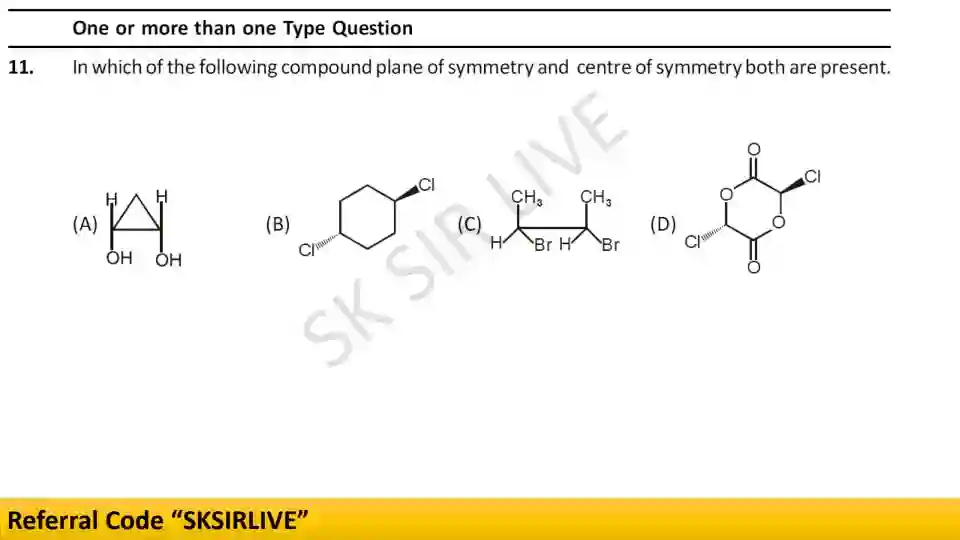 One or more than one Type Question
11. In which of the following compound plane of symmetry and centre of symmetry both are present.
SK SIR LIVE
(A) H H OH OH
(B) Cl Cl
(C) CH₃ CH₃ H Br H Br
(D) O Cl O O Cl O
Referral Code “SKSIRLIVE”